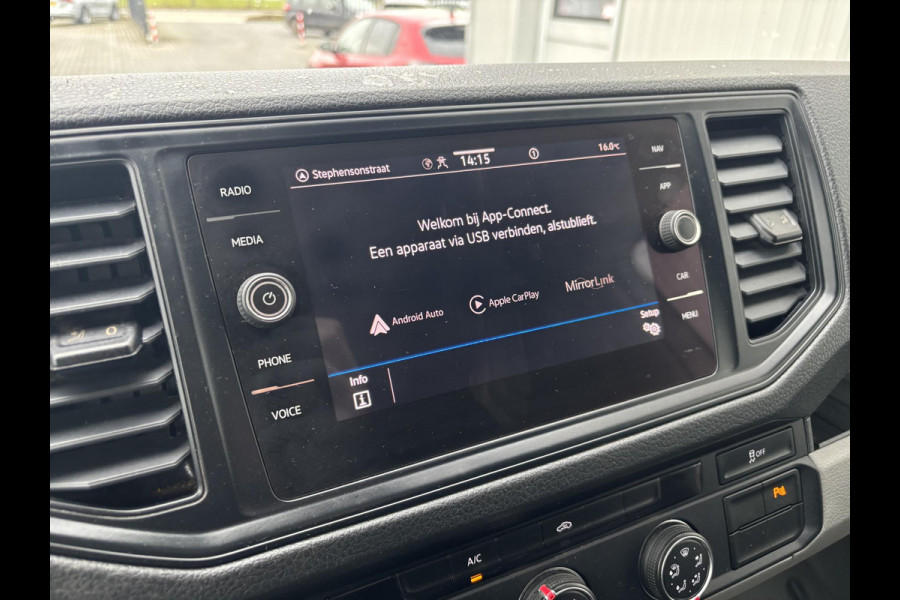 RADIO
MEDIA
PHONE
VOICE
Stephensonstraat
14:15
16.0°C
Welkom bij App-Connect.
Een apparaat via USB verbinden, alstublieft.
Android Auto
Apple CarPlay
MirrorLink
Setup
Info
NAV
APP
CAR
MENU
OFF
A/C